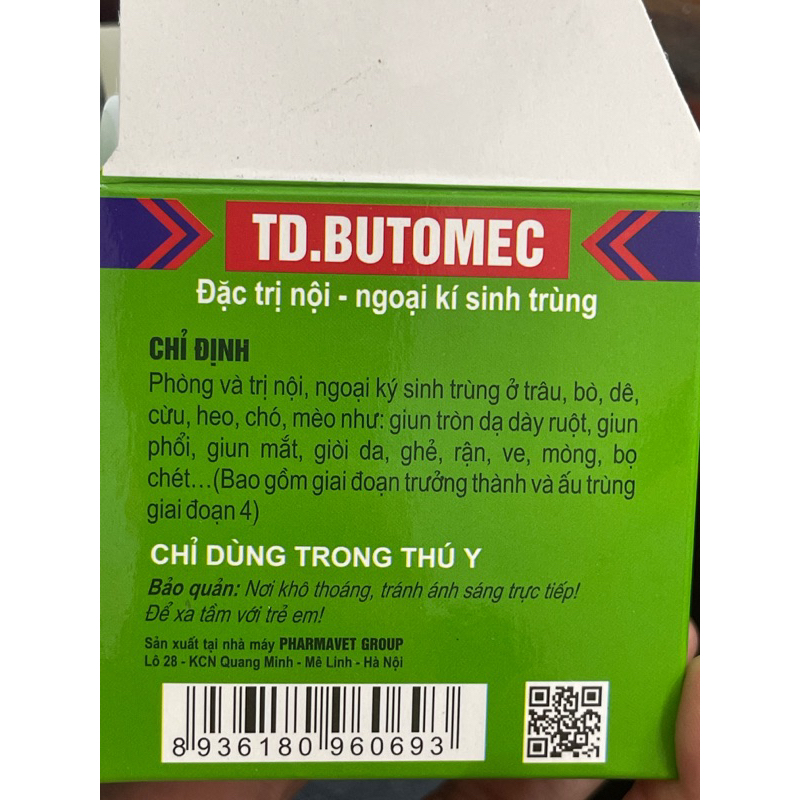 TD.BUTOMEC
Đặc trị nội - ngoại kí sinh trùng
CHỈ ĐỊNH
Phòng và trị nội, ngoại ký sinh trùng ở trâu, bò, dê,
cừu, heo, chó, mèo như: giun tròn dạ dày ruột, giun
phổi, giun mắt, giòi da, ghẻ, rận, ve, mòng, bọ
chét...(Bao gồm giai đoạn trưởng thành và ấu trùng
giai đoạn 4)
CHỈ DÙNG TRONG THÚ Y
Bảo quản: Nơi khô thoáng, tránh ánh sáng trực tiếp!
Để xa tầm với trẻ em!
Sản xuất tại nhà máy PHARMAVET GROUP
Lô 28 - KCN Quang Minh - Mê Linh - Hà Nội
8 936180 960693